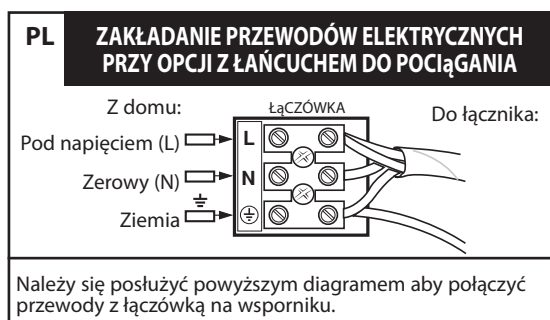 PL
ZAKŁADANIE PRZEWODÓW ELEKTRYCZNYCH
PRZY OPCJI Z ŁAŃCUCHEM DO POCIąGANIA
Z domu:
ŁąCZÓWKA
Do łącznika:
Pod napięciem (L)
L
Zerowy (N)
N
Ziemia
Należy się posłużyć powyższym diagramem aby połączyć
przewody z łączówką na wsporniku.